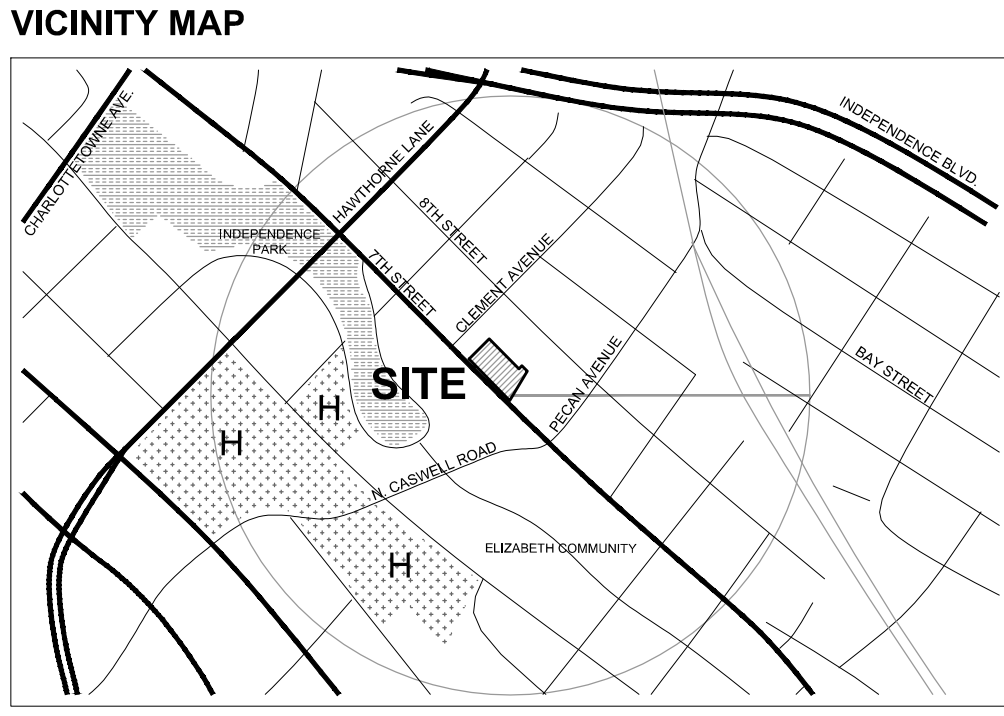 VICINITY MAP
INDEPENDENCE BLVD.
CHARLOTTETOWNE AVE.
HAWTHORNE LANE
8TH STREET
INDEPENDENCE
PARK
7TH STREET
CLEMENT AVENUE
PECAN AVENUE
BAY STREET
SITE
H
H
N. CASWELL ROAD
ELIZABETH COMMUNITY
H